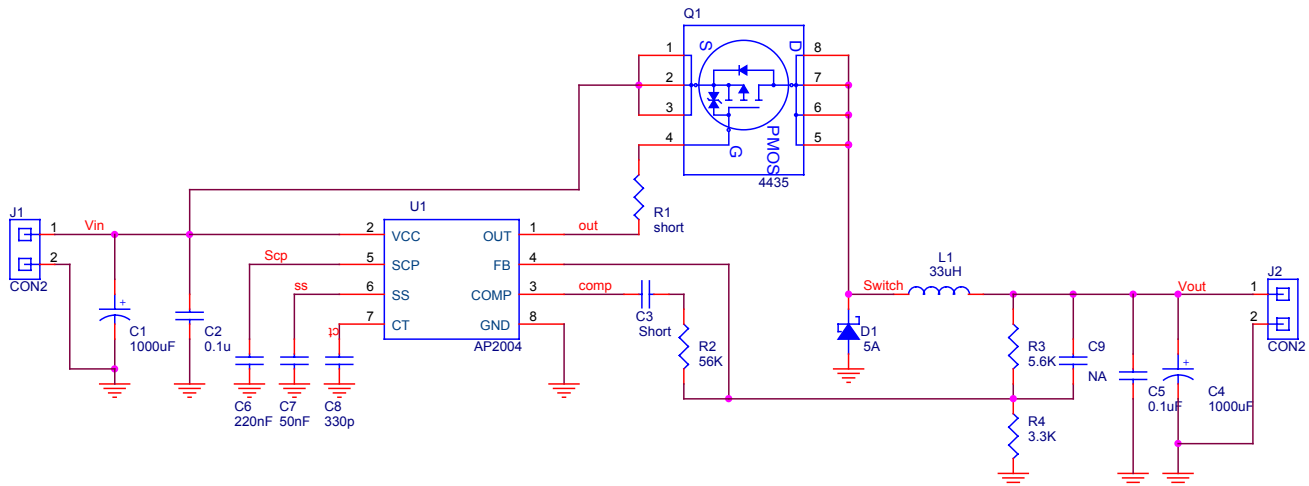 Q1
1
2
3
4
S
D
G
PMOS
8
7
6
5
4435
R1
short
J1
1
2
CON2
Vin
C1
1000uF
+
C2
0.1u
U1
2
VCC
5
SCP
6
SS
7
CT
OUT
1
FB
4
COMP
3
GND
8
AP2004
Scp
ss
ct
out
comp
C6
220nF
C7
50nF
C8
330p
C3
Short
R2
56K
Switch
L1
33uH
D1
5A
R3
5.6K
C9
NA
R4
3.3K
C5
0.1uF
C4
1000uF
+
Vout
J2
1
2
CON2